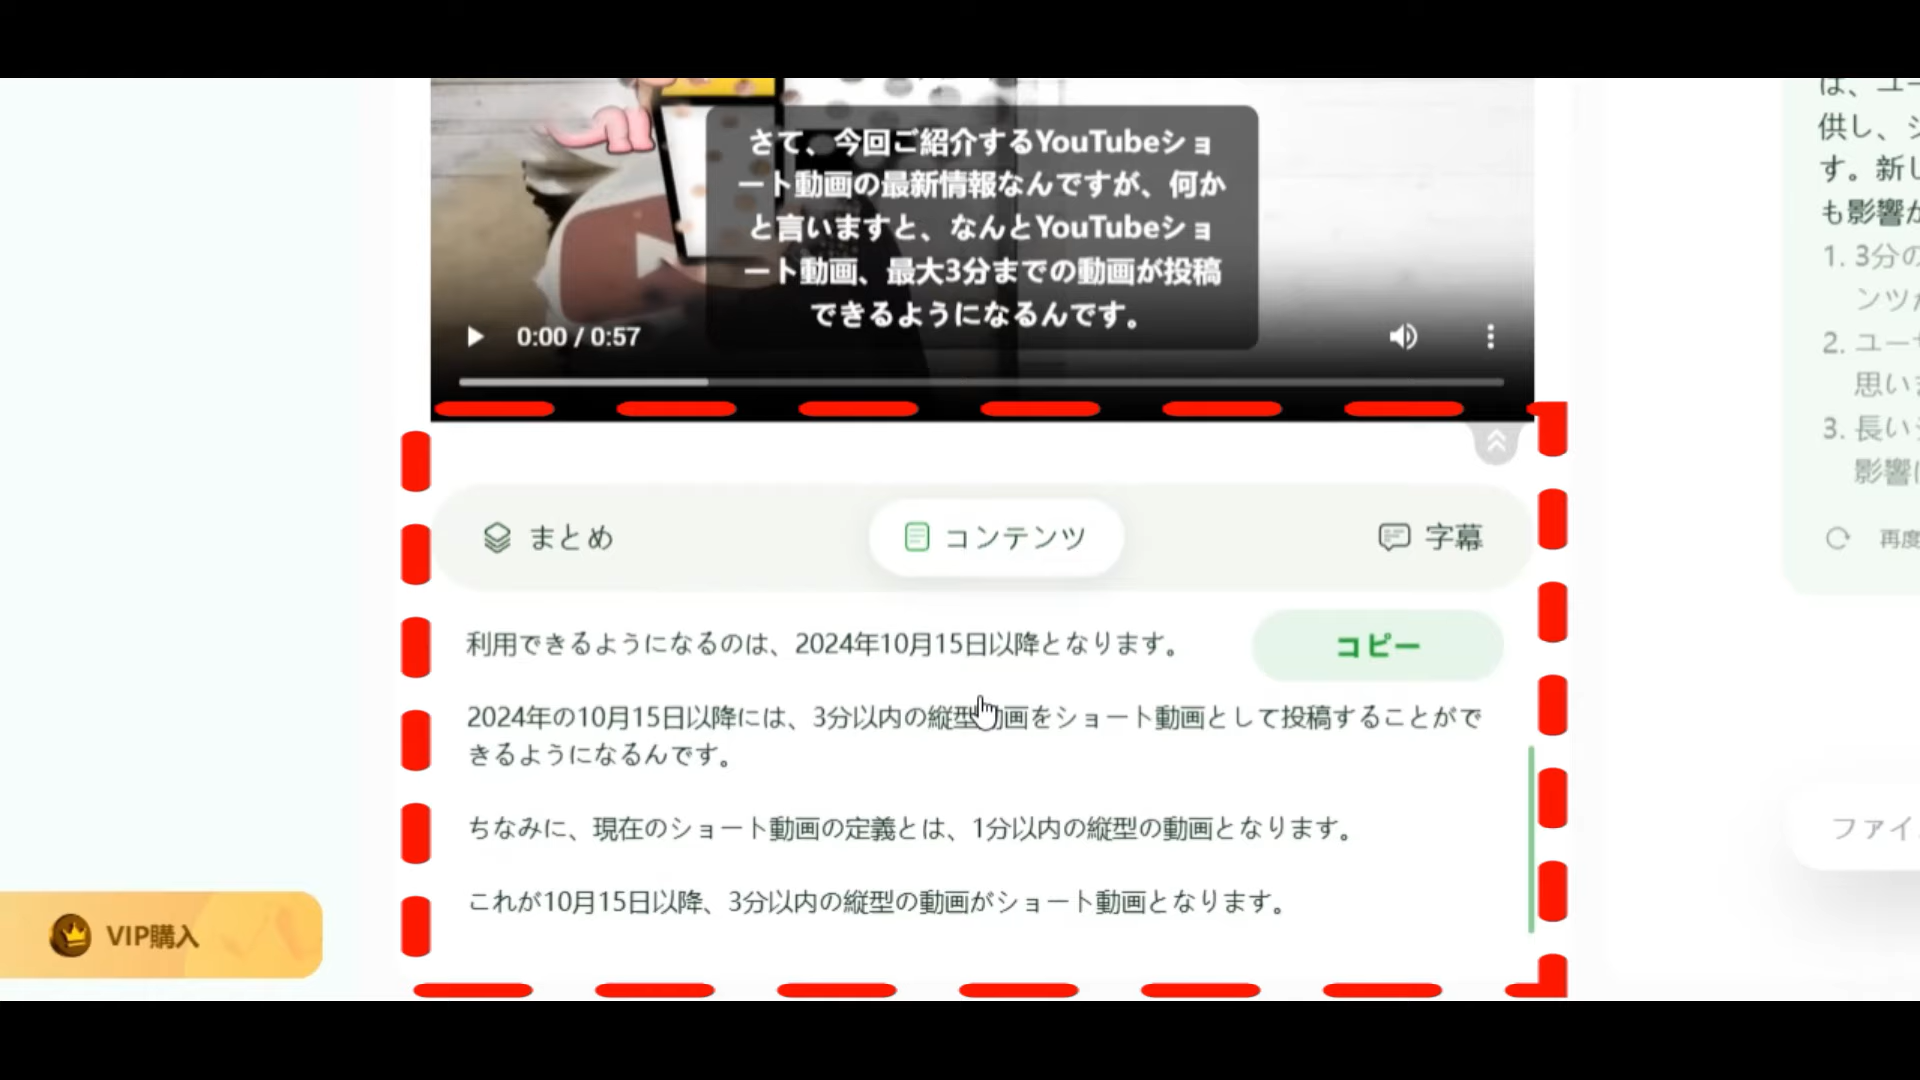 さて、今回ご紹介するYouTubeショ
ート動画の最新情報なんですが、何か
と言いますと、なんとYouTubeショ
ート動画、最大3分までの動画が投稿
できるようになるんです。
0:00 / 0:57
まとめ
コンテンツ
字幕
利用できるようになるのは、2024年10月15日以降となります。
コピー
2024年の10月15日以降には、3分以内の縦型動画をショート動画として投稿することがで
きるようになるんです。
ちなみに、現在のショート動画の定義とは、1分以内の縦型の動画となります。
これが10月15日以降、3分以内の縦型の動画がショート動画となります。
VIP購入
は、ユー
供し、シ
す。新し
も影響が
1. 3分の
ンツが
2. ユー
思いま
3. 長い
影響
再度
ファイ